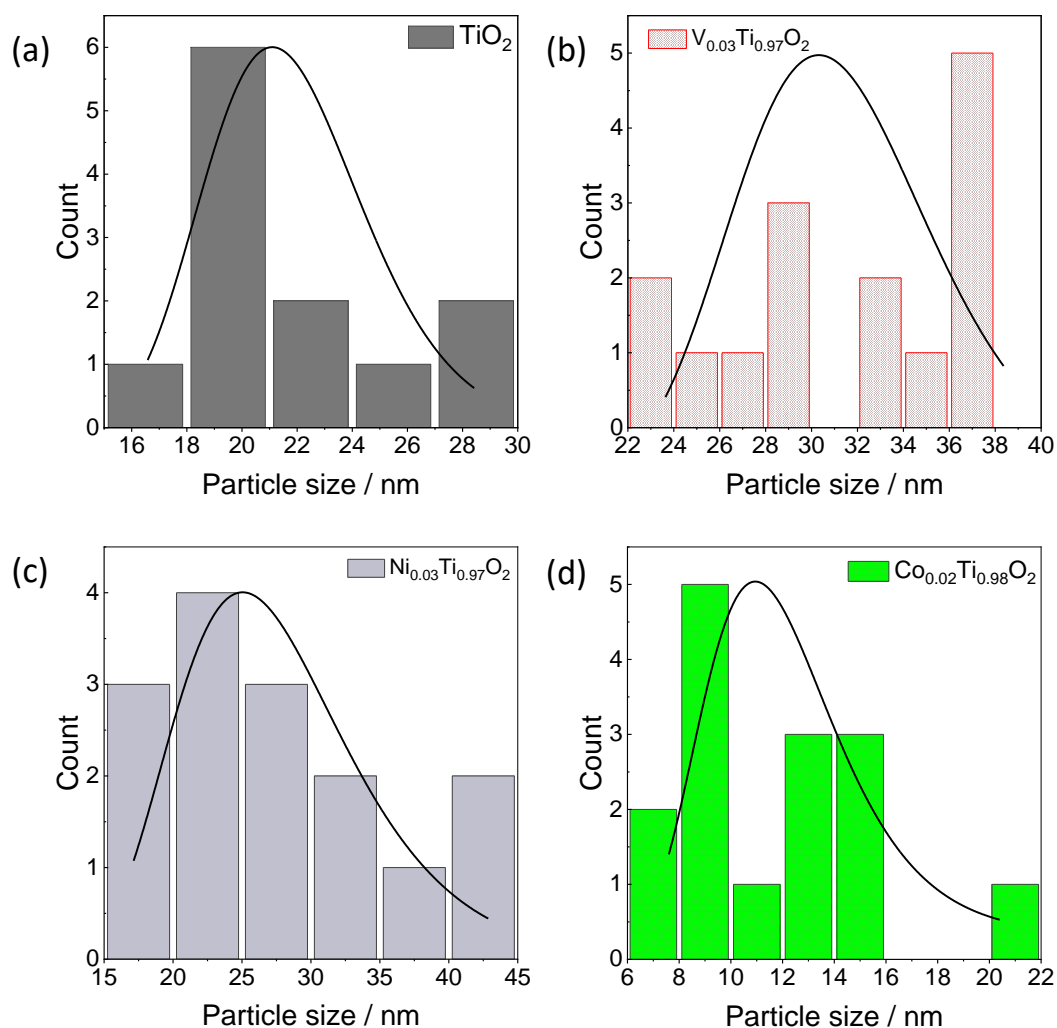 (a)
TiO2
6
5
4
3
2
1
0
Count
16 18 20 22 24 26 28 30
Particle size / nm
(b)
V0.03Ti0.97O2
5
4
3
2
1
0
Count
22 24 26 28 30 32 34 36 38 40
Particle size / nm
(c)
Ni0.03Ti0.97O2
4
3
2
1
0
Count
15 20 25 30 35 40 45
Particle size / nm
(d)
Co0.02Ti0.98O2
5
4
3
2
1
0
Count
6 8 10 12 14 16 18 20 22
Particle size / nm